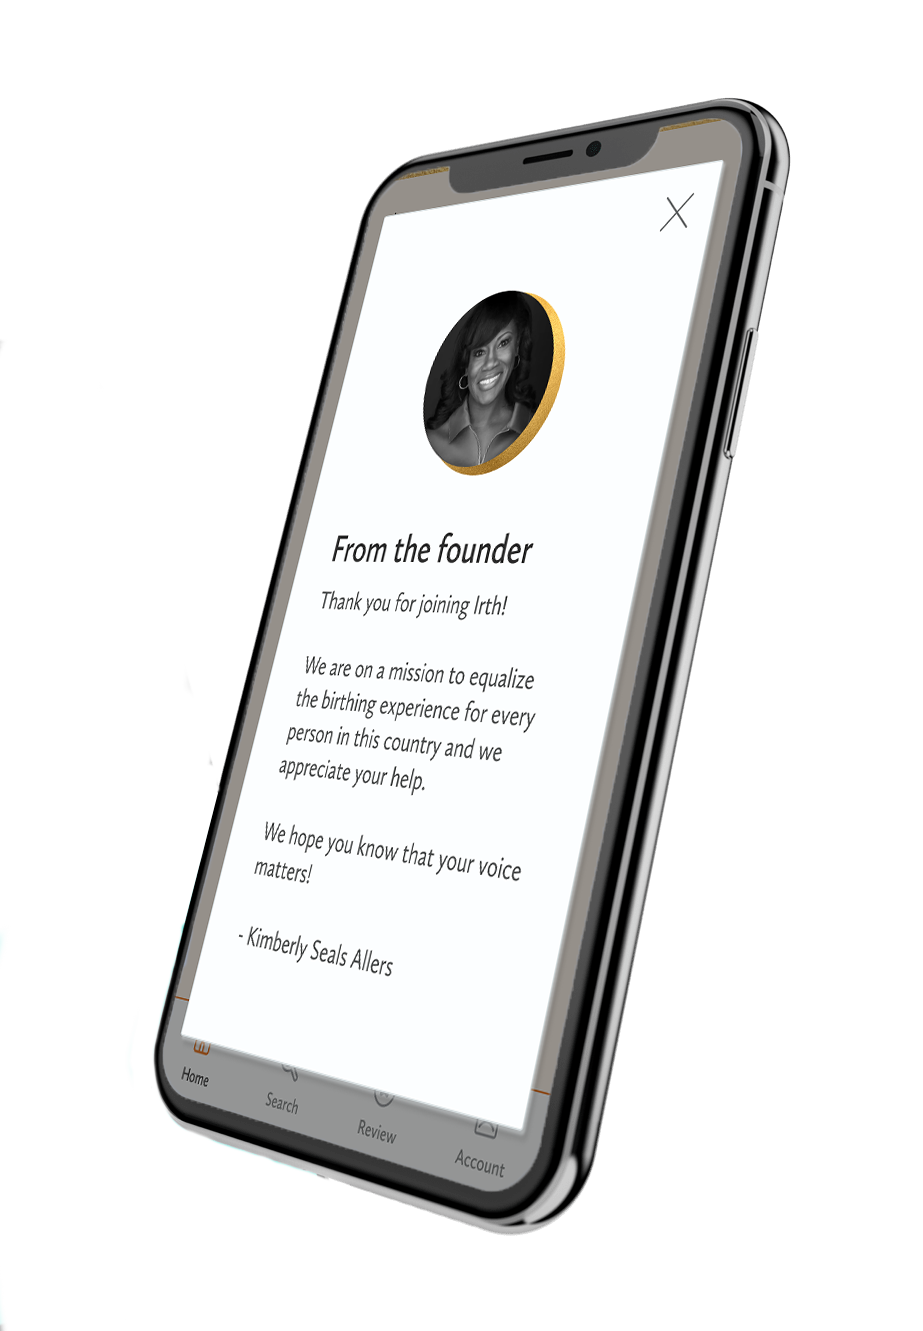 From the founder
Thank you for joining Irth!
We are on a mission to equalize
the birthing experience for every
person in this country and we
appreciate your help.
We hope you know that your voice
matters!
- Kimberly Seals Allers
Home
Search
Review
Account